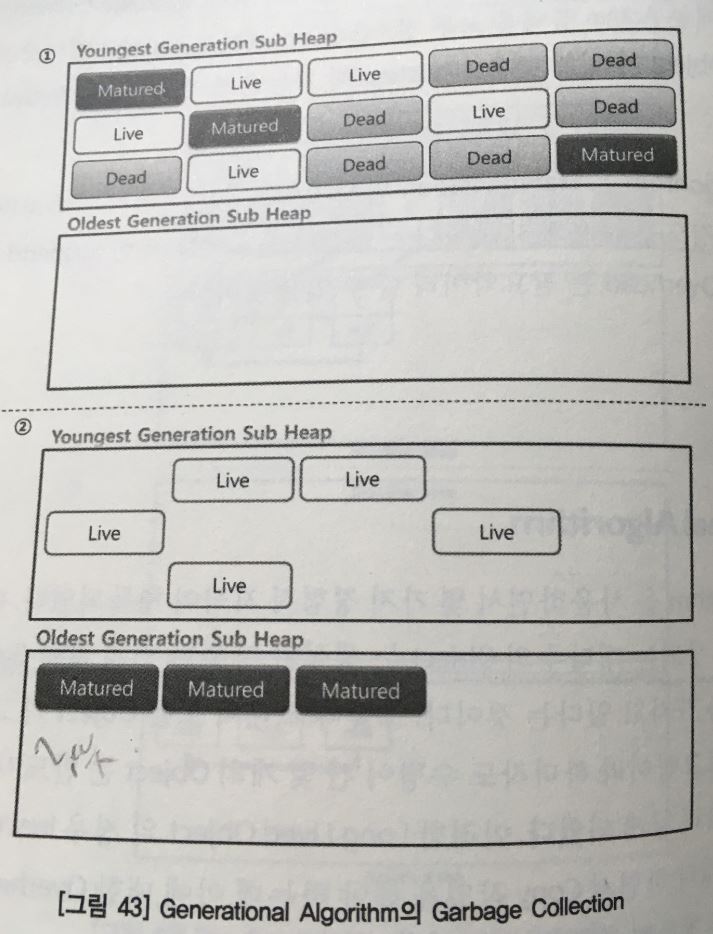 ① Youngest Generation Sub Heap
Matured Live Live Dead Dead
Live Matured Dead Live Dead
Dead Live Dead Dead Matured
Oldest Generation Sub Heap
② Youngest Generation Sub Heap
Live Live
Live Live
Live
Oldest Generation Sub Heap
Matured Matured Matured
[그림 43] Generational Algorithm의 Garbage Collection